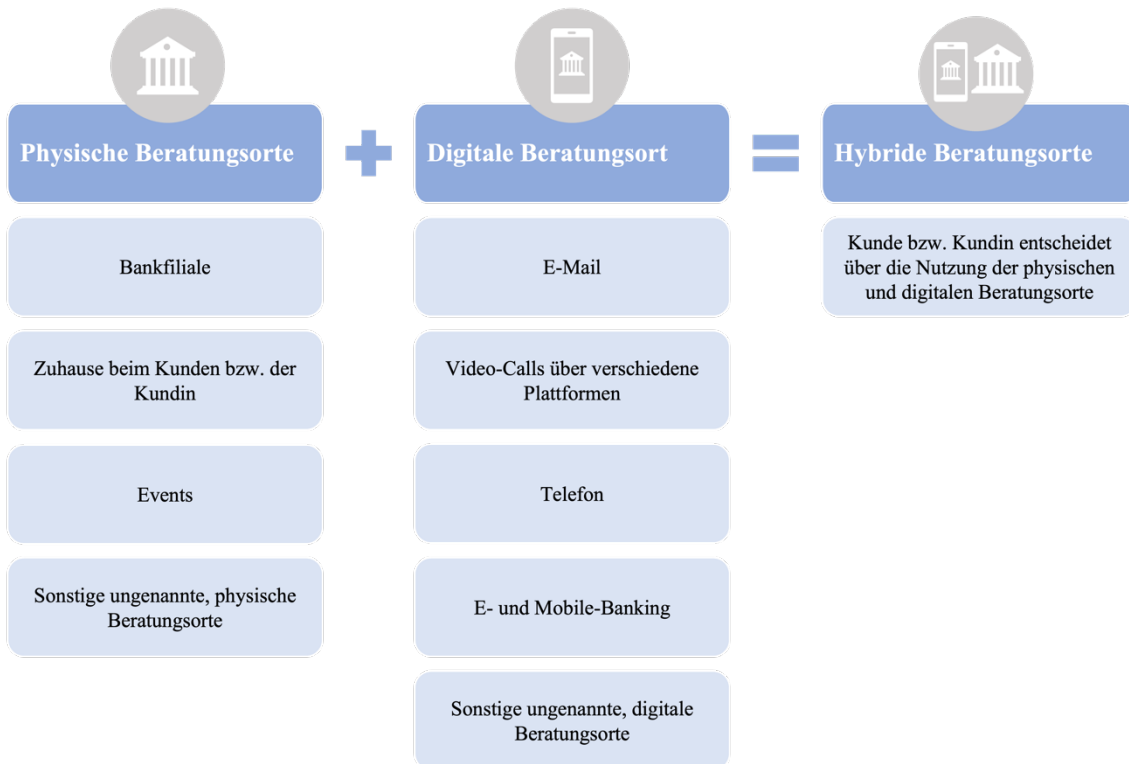 Physische Beratungsorte
Bankfiliale
Zuhause beim Kunden bzw. der
Kundin
Events
Sonstige ungenannte, physische
Beratungsorte
Digitale Beratungsort
E-Mail
Video-Calls über verschiedene
Plattformen
Telefon
E- und Mobile-Banking
Sonstige ungenannte, digitale
Beratungsorte
Hybride Beratungsorte
Kunde bzw. Kundin entscheidet
über die Nutzung der physischen
und digitalen Beratungsorte